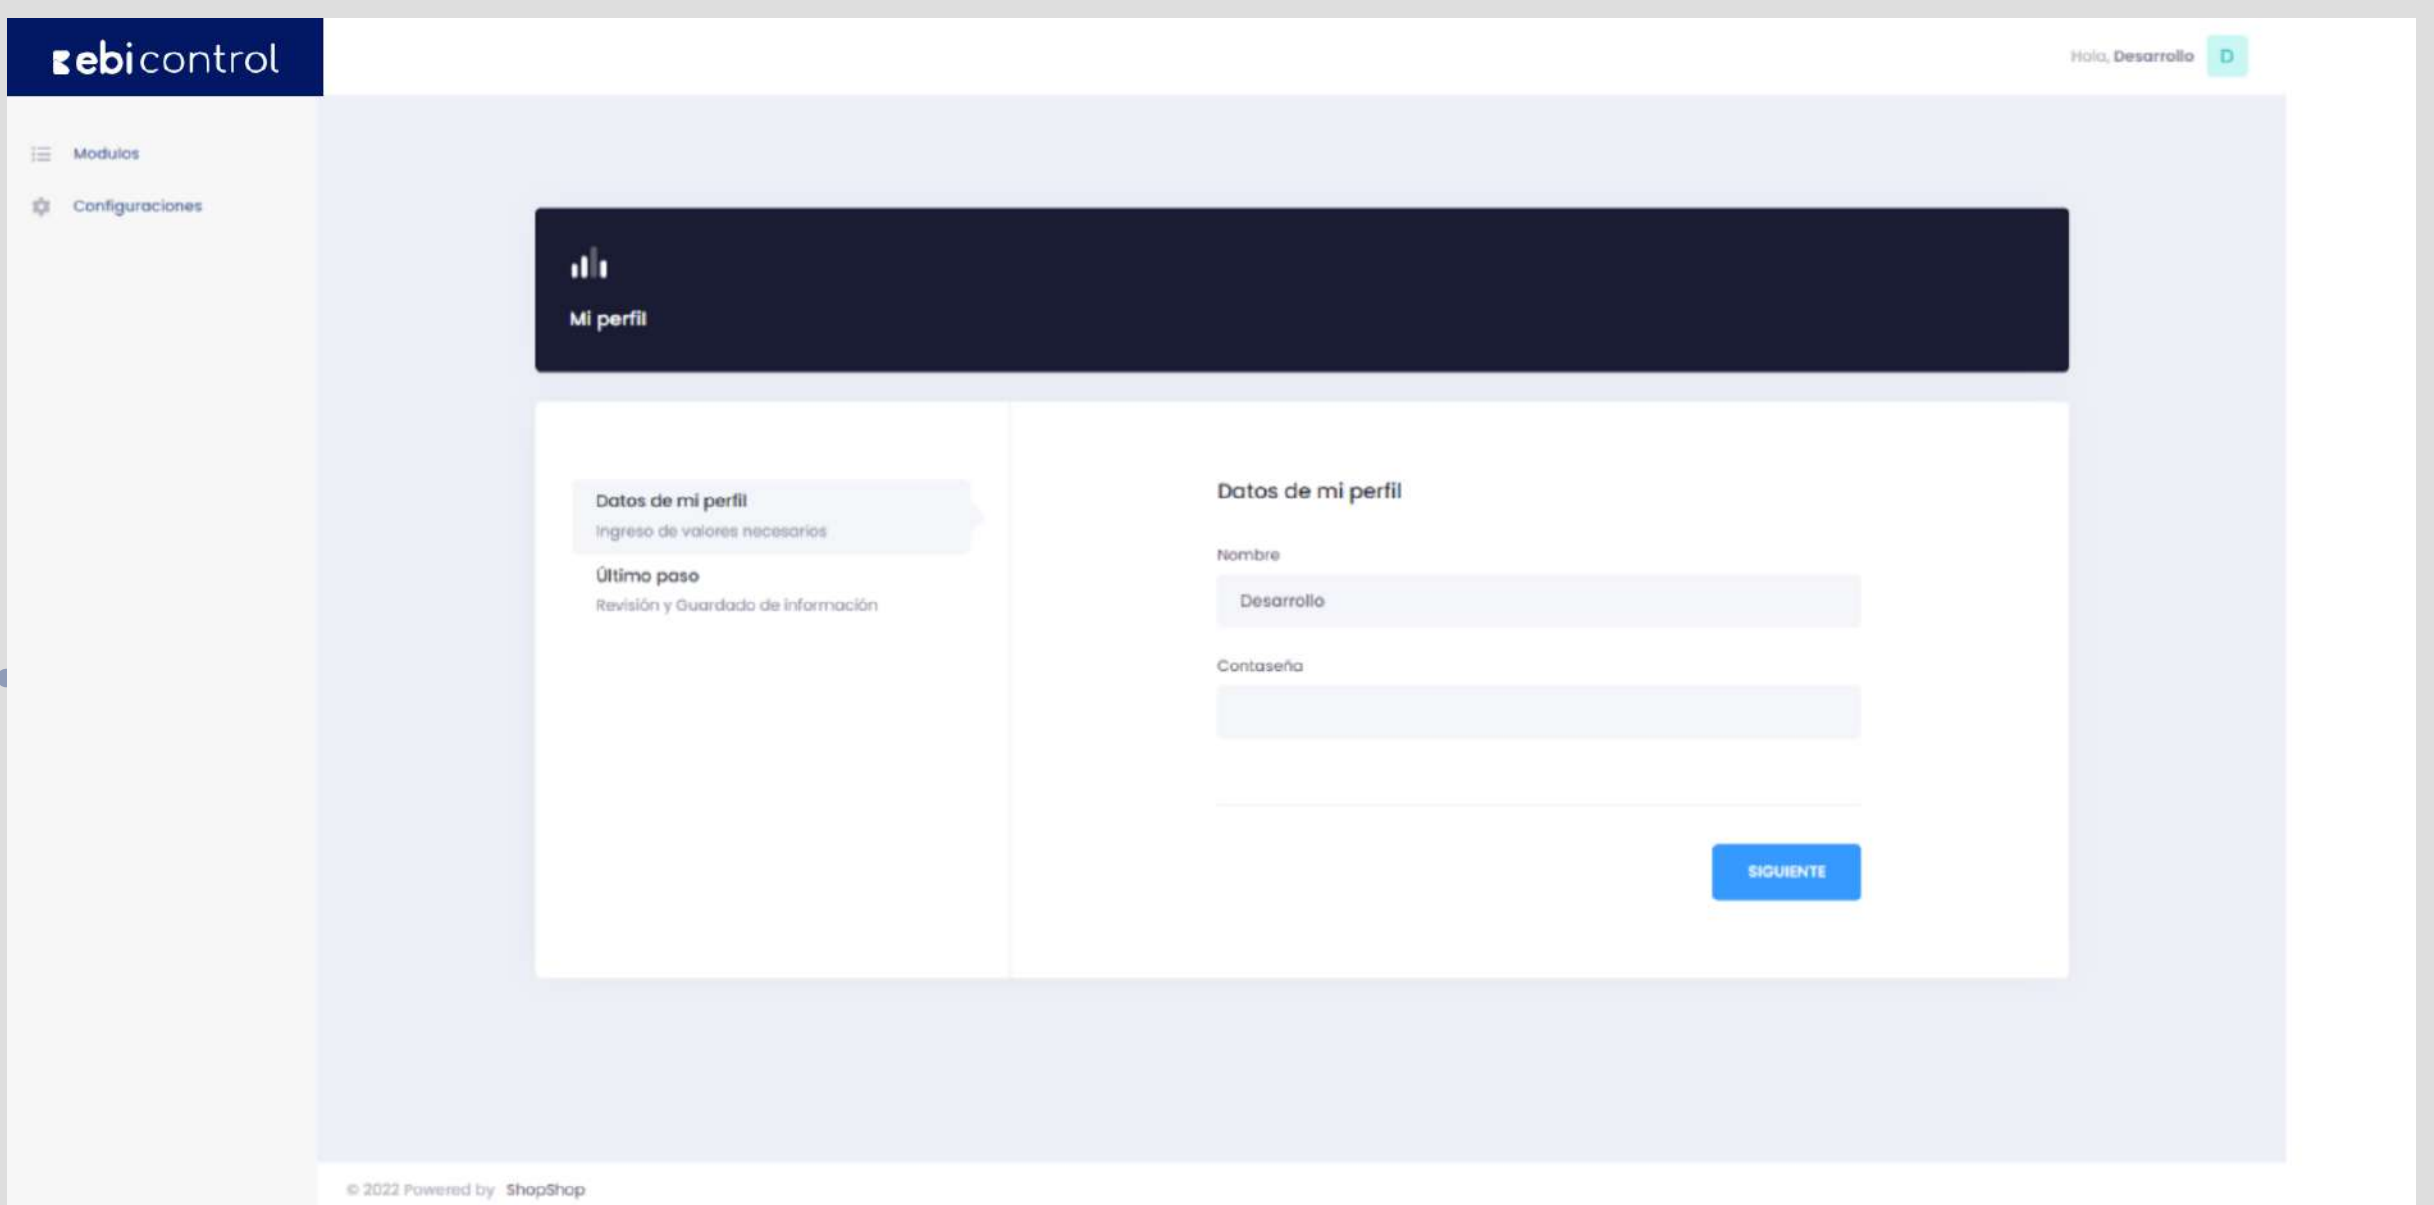 ebicontrol
Hola, Desarrollo D
Modulos
Configuraciones
Mi perfil
Datos de mi perfil
Ingreso de valores necesarios
Último paso
Revisión y Guardado de información
Datos de mi perfil
Nombre
Desarrollo
Contaseña
SIGUIENTE
© 2022 Powered by ShopShop